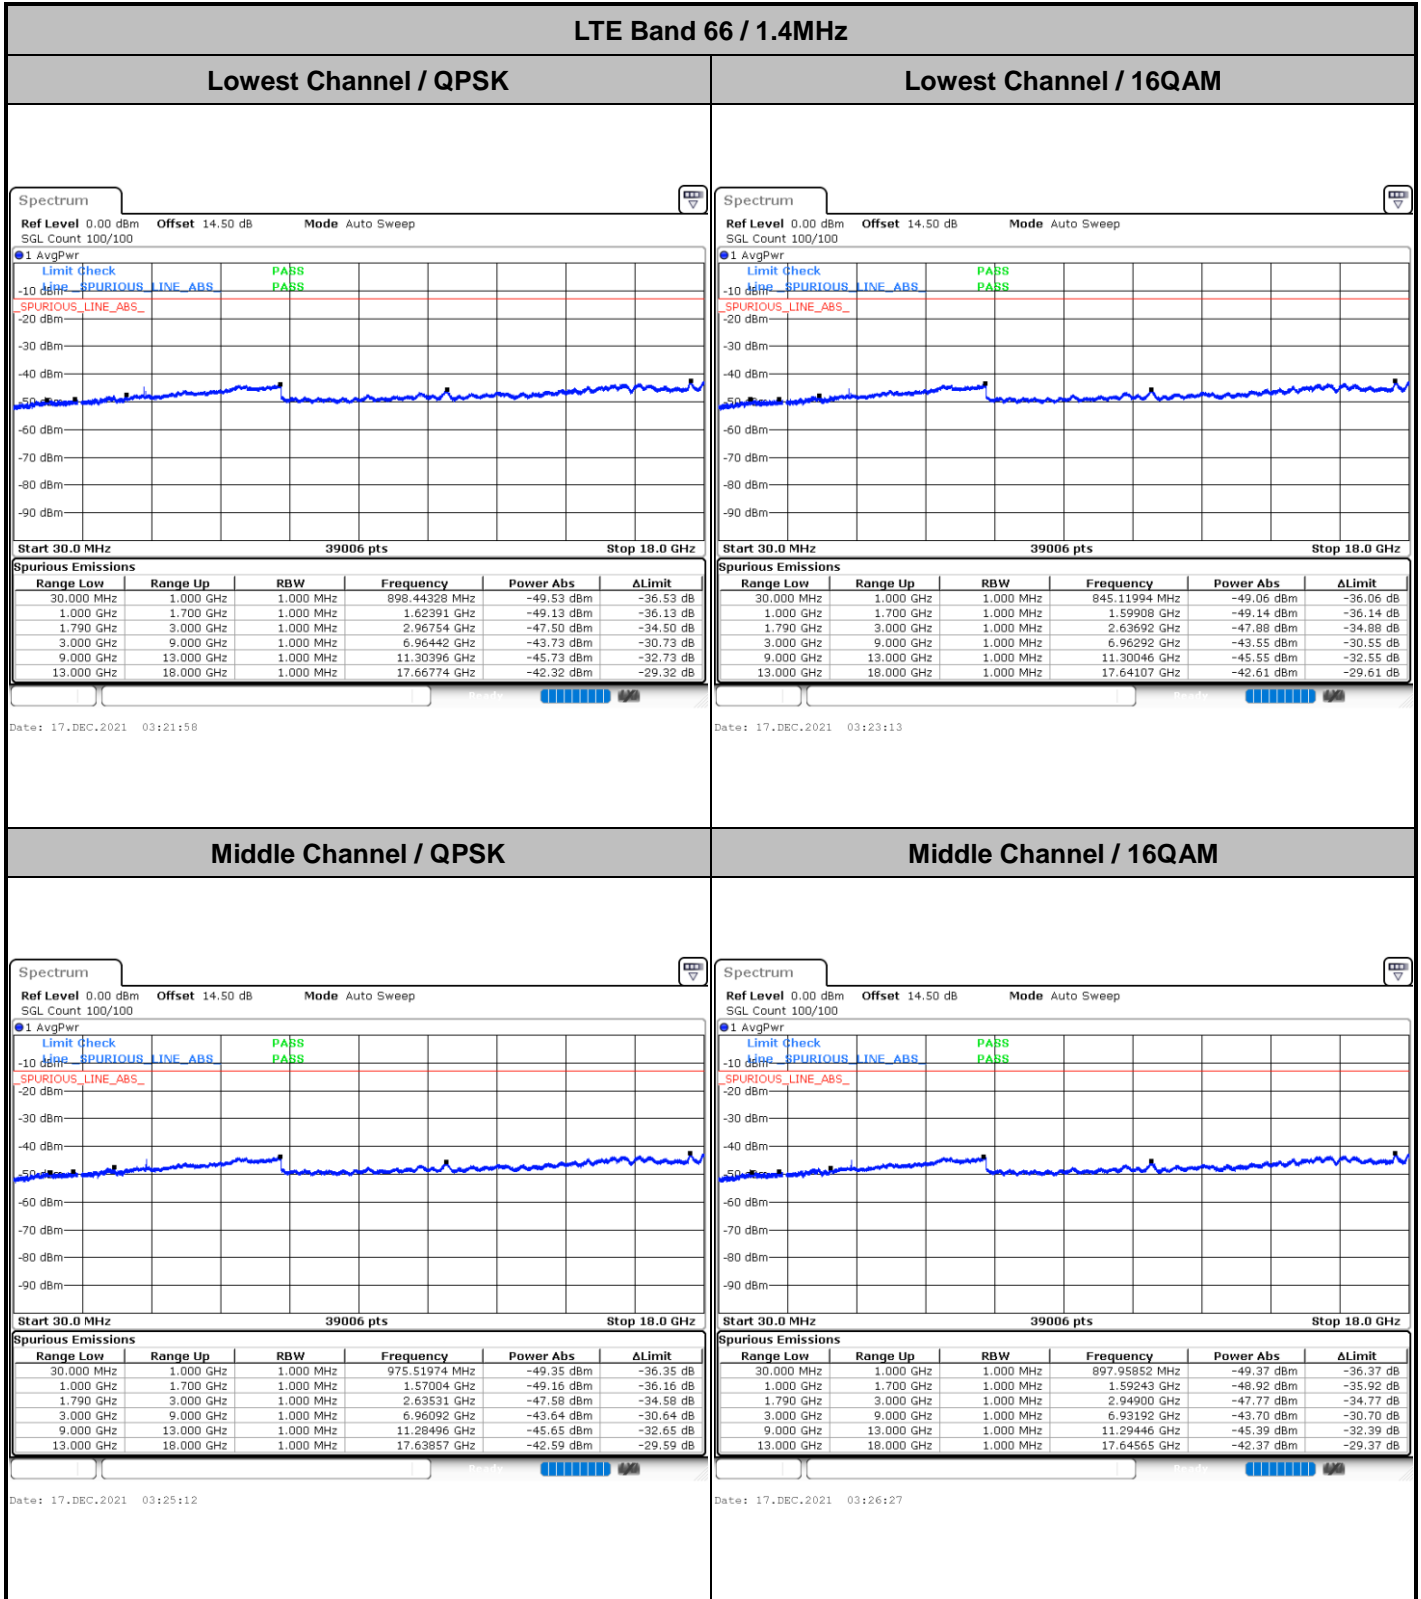 LTE Band 66 / 1.4MHz
Lowest Channel / QPSK
Lowest Channel / 16QAM
Spectrum
Ref Level 0.00 dBm Offset 14.50 dB Mode Auto Sweep
SGL Count 100/100
1 AvgPwr
Limit Check PASS
Line _SPURIOUS_LINE_ABS_ PASS
-10 dBm
_SPURIOUS_LINE_ABS_
-20 dBm
-30 dBm
-40 dBm
-50 dBm
-60 dBm
-70 dBm
-80 dBm
-90 dBm
Start 30.0 MHz 39006 pts Stop 18.0 GHz
Spurious Emissions
Range Low Range Up RBW Frequency Power Abs ΔLimit
30.000 MHz 1.000 GHz 1.000 MHz 898.44328 MHz -49.53 dBm -36.53 dB
1.000 GHz 1.700 GHz 1.000 MHz 1.62391 GHz -49.13 dBm -36.13 dB
1.790 GHz 3.000 GHz 1.000 MHz 2.96754 GHz -47.50 dBm -34.50 dB
3.000 GHz 9.000 GHz 1.000 MHz 6.96442 GHz -43.73 dBm -30.73 dB
9.000 GHz 13.000 GHz 1.000 MHz 11.30396 GHz -45.73 dBm -32.73 dB
13.000 GHz 18.000 GHz 1.000 MHz 17.66774 GHz -42.32 dBm -29.32 dB
Ready
Date: 17.DEC.2021 03:21:58
Spectrum
Ref Level 0.00 dBm Offset 14.50 dB Mode Auto Sweep
SGL Count 100/100
1 AvgPwr
Limit Check PASS
Line _SPURIOUS_LINE_ABS_ PASS
-10 dBm
_SPURIOUS_LINE_ABS_
-20 dBm
-30 dBm
-40 dBm
-50 dBm
-60 dBm
-70 dBm
-80 dBm
-90 dBm
Start 30.0 MHz 39006 pts Stop 18.0 GHz
Spurious Emissions
Range Low Range Up RBW Frequency Power Abs ΔLimit
30.000 MHz 1.000 GHz 1.000 MHz 845.11994 MHz -49.06 dBm -36.06 dB
1.000 GHz 1.700 GHz 1.000 MHz 1.59908 GHz -49.14 dBm -36.14 dB
1.790 GHz 3.000 GHz 1.000 MHz 2.63692 GHz -47.88 dBm -34.88 dB
3.000 GHz 9.000 GHz 1.000 MHz 6.96292 GHz -43.55 dBm -30.55 dB
9.000 GHz 13.000 GHz 1.000 MHz 11.30046 GHz -45.55 dBm -32.55 dB
13.000 GHz 18.000 GHz 1.000 MHz 17.64107 GHz -42.61 dBm -29.61 dB
Ready
Date: 17.DEC.2021 03:23:13
Middle Channel / QPSK
Middle Channel / 16QAM
Spectrum
Ref Level 0.00 dBm Offset 14.50 dB Mode Auto Sweep
SGL Count 100/100
1 AvgPwr
Limit Check PASS
Line _SPURIOUS_LINE_ABS_ PASS
-10 dBm
_SPURIOUS_LINE_ABS_
-20 dBm
-30 dBm
-40 dBm
-50 dBm
-60 dBm
-70 dBm
-80 dBm
-90 dBm
Start 30.0 MHz 39006 pts Stop 18.0 GHz
Spurious Emissions
Range Low Range Up RBW Frequency Power Abs ΔLimit
30.000 MHz 1.000 GHz 1.000 MHz 975.51974 MHz -49.35 dBm -36.35 dB
1.000 GHz 1.700 GHz 1.000 MHz 1.57004 GHz -49.16 dBm -36.16 dB
1.790 GHz 3.000 GHz 1.000 MHz 2.63531 GHz -47.58 dBm -34.58 dB
3.000 GHz 9.000 GHz 1.000 MHz 6.96092 GHz -43.64 dBm -30.64 dB
9.000 GHz 13.000 GHz 1.000 MHz 11.28496 GHz -45.65 dBm -32.65 dB
13.000 GHz 18.000 GHz 1.000 MHz 17.63857 GHz -42.59 dBm -29.59 dB
Ready
Date: 17.DEC.2021 03:25:12
Spectrum
Ref Level 0.00 dBm Offset 14.50 dB Mode Auto Sweep
SGL Count 100/100
1 AvgPwr
Limit Check PASS
Line _SPURIOUS_LINE_ABS_ PASS
-10 dBm
_SPURIOUS_LINE_ABS_
-20 dBm
-30 dBm
-40 dBm
-50 dBm
-60 dBm
-70 dBm
-80 dBm
-90 dBm
Start 30.0 MHz 39006 pts Stop 18.0 GHz
Spurious Emissions
Range Low Range Up RBW Frequency Power Abs ΔLimit
30.000 MHz 1.000 GHz 1.000 MHz 897.95852 MHz -49.37 dBm -36.37 dB
1.000 GHz 1.700 GHz 1.000 MHz 1.59243 GHz -48.92 dBm -35.92 dB
1.790 GHz 3.000 GHz 1.000 MHz 2.94900 GHz -47.77 dBm -34.77 dB
3.000 GHz 9.000 GHz 1.000 MHz 6.93192 GHz -43.70 dBm -30.70 dB
9.000 GHz 13.000 GHz 1.000 MHz 11.29446 GHz -45.39 dBm -32.39 dB
13.000 GHz 18.000 GHz 1.000 MHz 17.64565 GHz -42.37 dBm -29.37 dB
Ready
Date: 17.DEC.2021 03:26:27